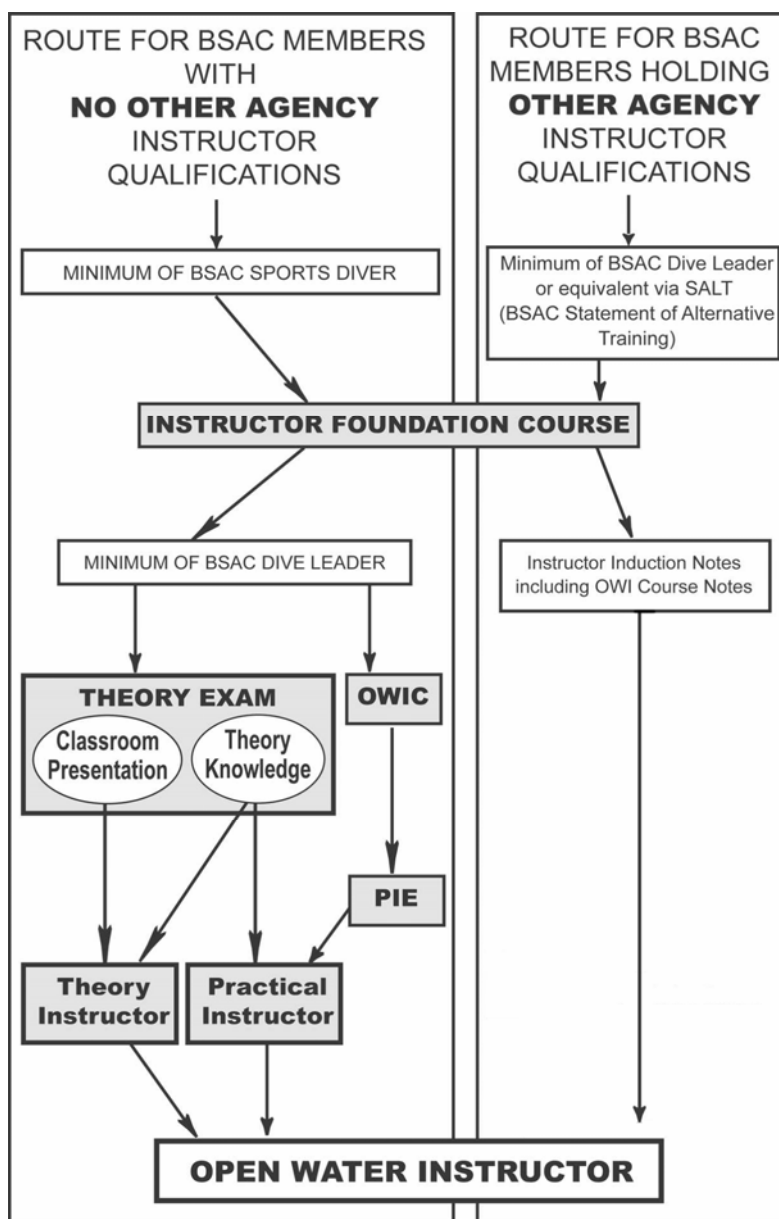 ROUTE FOR BSAC MEMBERS
WITH
NO OTHER AGENCY
INSTRUCTOR
QUALIFICATIONS
MINIMUM OF BSAC SPORTS DIVER
ROUTE FOR BSAC
MEMBERS HOLDING
OTHER AGENCY
INSTRUCTOR
QUALIFICATIONS
Minimum of BSAC Dive Leader
or equivalent via SALT
(BSAC Statement of Alternative
Training)
INSTRUCTOR FOUNDATION COURSE
MINIMUM OF BSAC DIVE LEADER
Instructor Induction Notes
including OWI Course Notes
THEORY EXAM
Classroom
Presentation
Theory
Knowledge
OWIC
PIE
Theory
Instructor
Practical
Instructor
OPEN WATER INSTRUCTOR